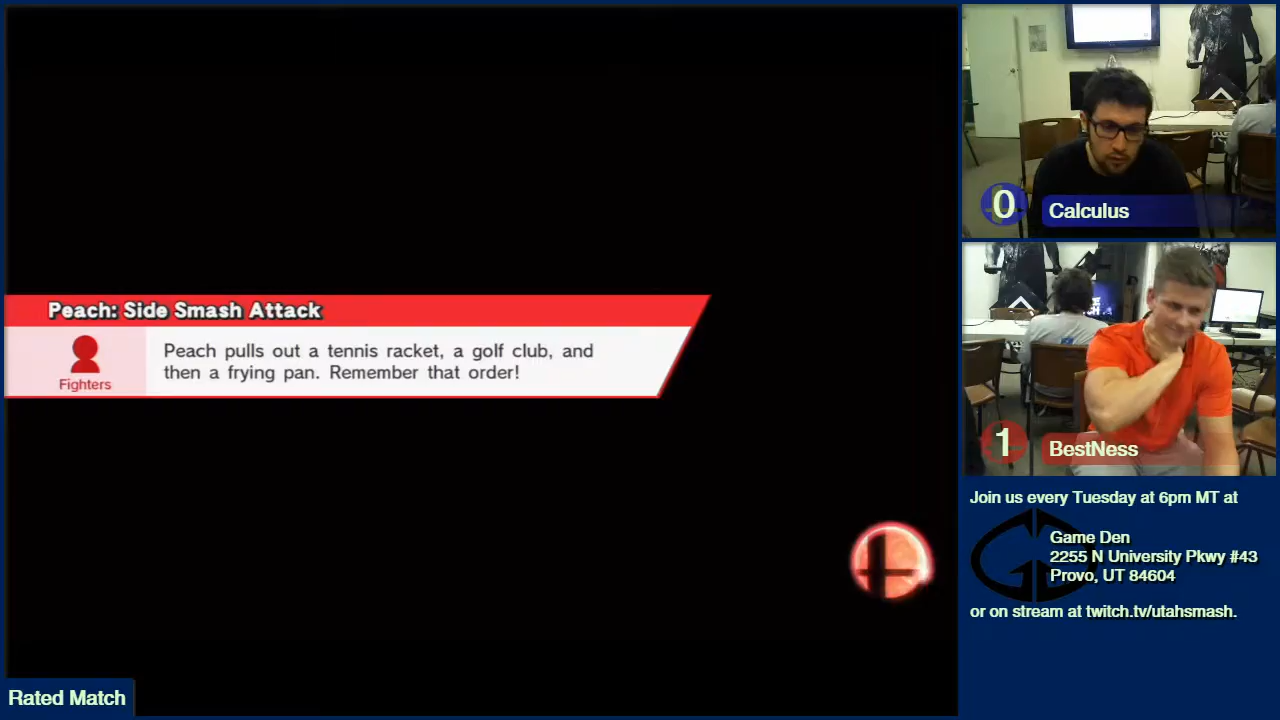 Peach: Side Smash Attack
Fighters
Peach pulls out a tennis racket, a golf club, and
then a frying pan. Remember that order!
Rated Match
0
Calculus
1
BestNess
Join us every Tuesday at 6pm MT at
Game Den
2255 N University Pkwy #43
Provo, UT 84604
or on stream at twitch.tv/utahsmash.